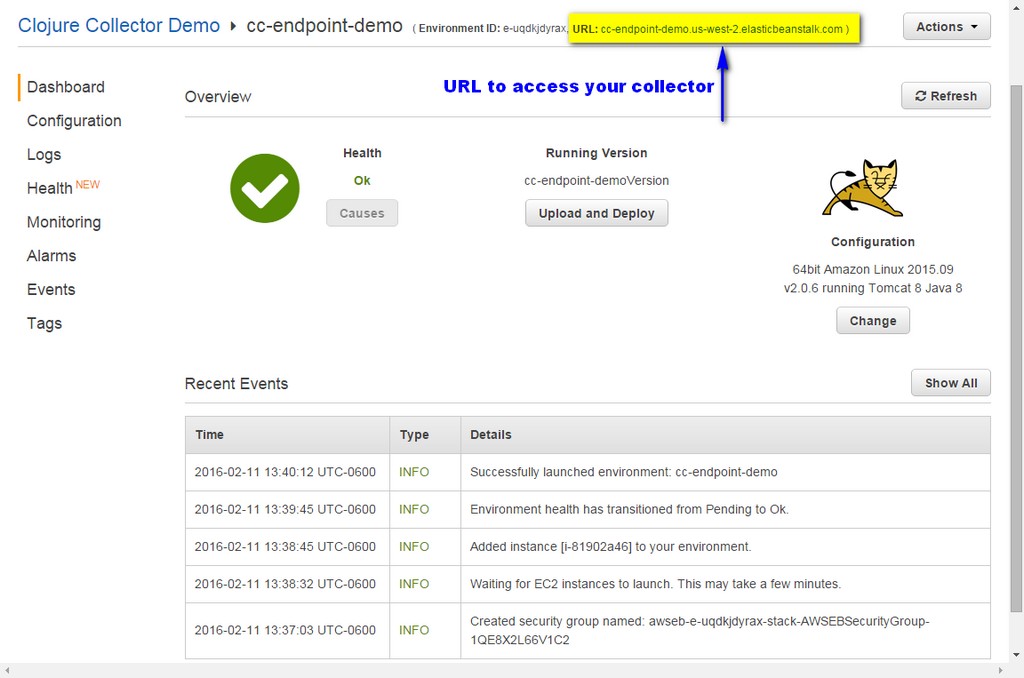 Clojure Collector Demo ▸ cc-endpoint-demo ( Environment ID: e-uqdkjdyrax, URL: cc-endpoint-demo.us-west-2.elasticbeanstalk.com ) Actions
URL to access your collector
Dashboard
Configuration
Logs
Health NEW
Monitoring
Alarms
Events
Tags
Overview
Refresh
Health
Ok
Causes
Running Version
cc-endpoint-demoVersion
Upload and Deploy
Configuration
64bit Amazon Linux 2015.09
v2.0.6 running Tomcat 8 Java 8
Change
Recent Events
Show All
Time Type Details
2016-02-11 13:40:12 UTC-0600 INFO Successfully launched environment: cc-endpoint-demo
2016-02-11 13:39:45 UTC-0600 INFO Environment health has transitioned from Pending to Ok.
2016-02-11 13:38:45 UTC-0600 INFO Added instance [i-81902a46] to your environment.
2016-02-11 13:38:32 UTC-0600 INFO Waiting for EC2 instances to launch. This may take a few minutes.
2016-02-11 13:37:03 UTC-0600 INFO Created security group named: awseb-e-uqdkjdyrax-stack-AWSEBSecurityGroup-
1QE8X2L66V1C2